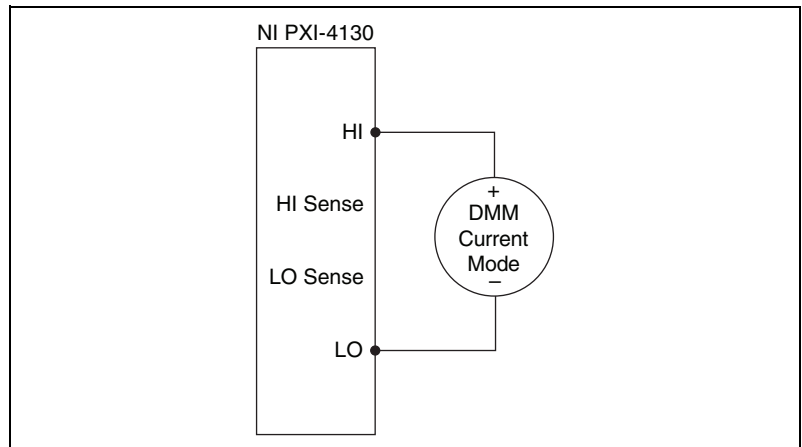 NI PXI-4130
HI
HI Sense
LO Sense
LO
+
DMM
Current
Mode
–